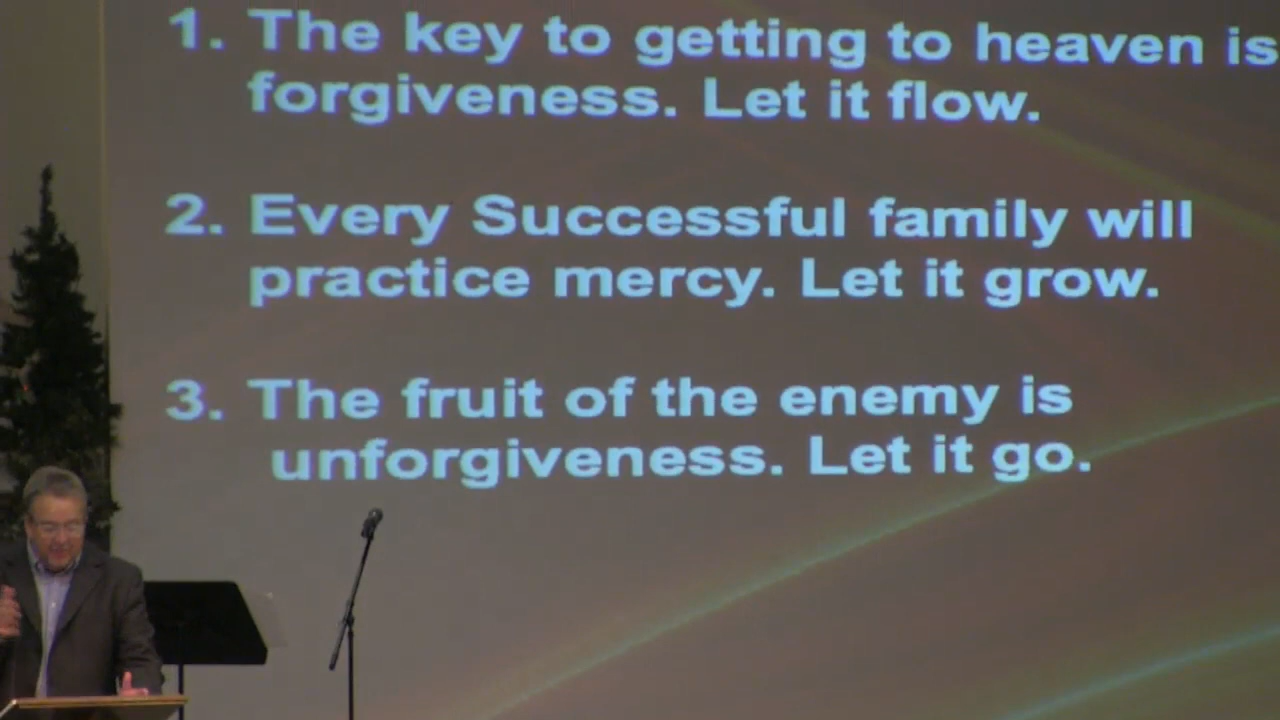 1. The key to getting to heaven is
forgiveness. Let it flow.
2. Every Successful family will
practice mercy. Let it grow.
3. The fruit of the enemy is
unforgiveness. Let it go.